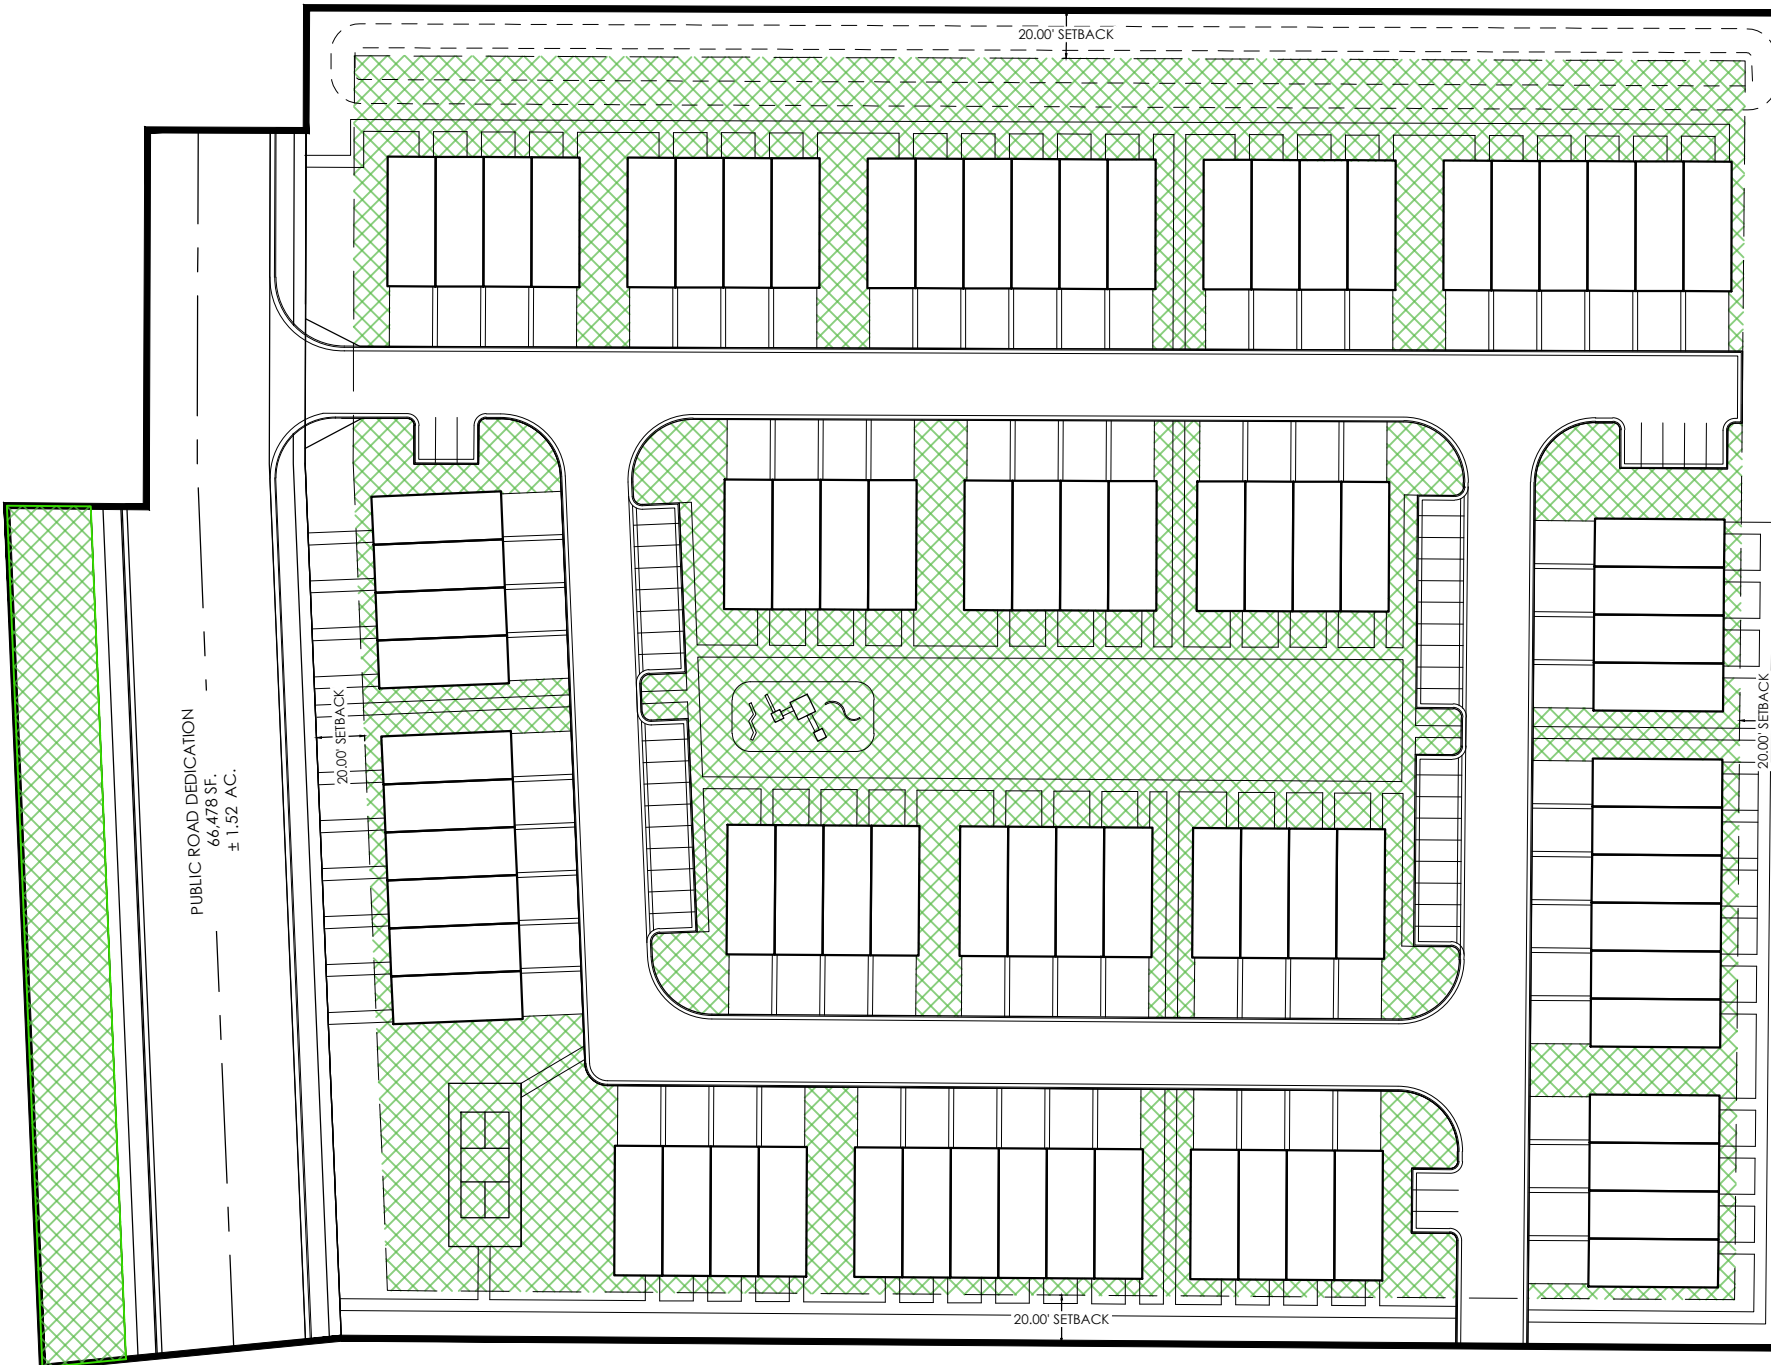 20.00' SETBACK
20.00' SETBACK
20.00' SETBACK
PUBLIC ROAD DEDICATION
66,478 SF.
± 1.52 AC.
20.00' SETBACK